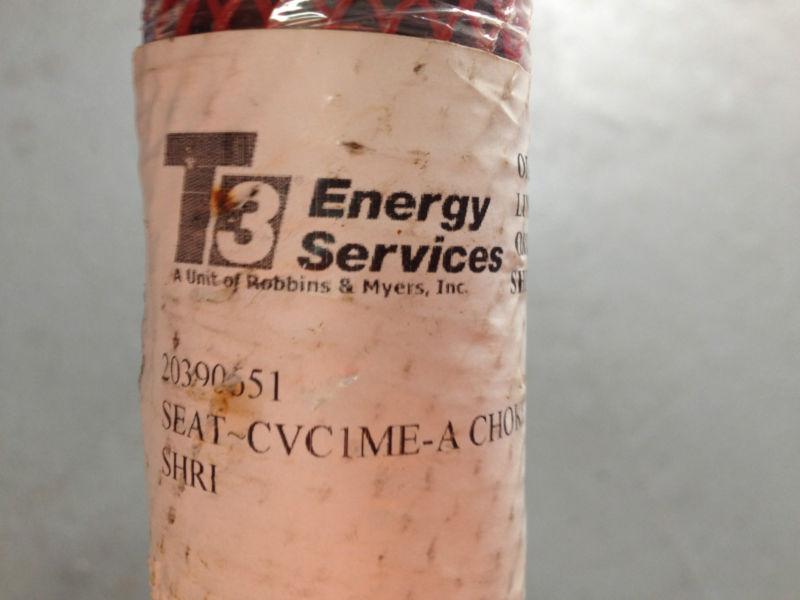 T3 Energy
Services
A Unit of Robbins & Myers, Inc.
SEAT~CVC1ME-A
SHRI